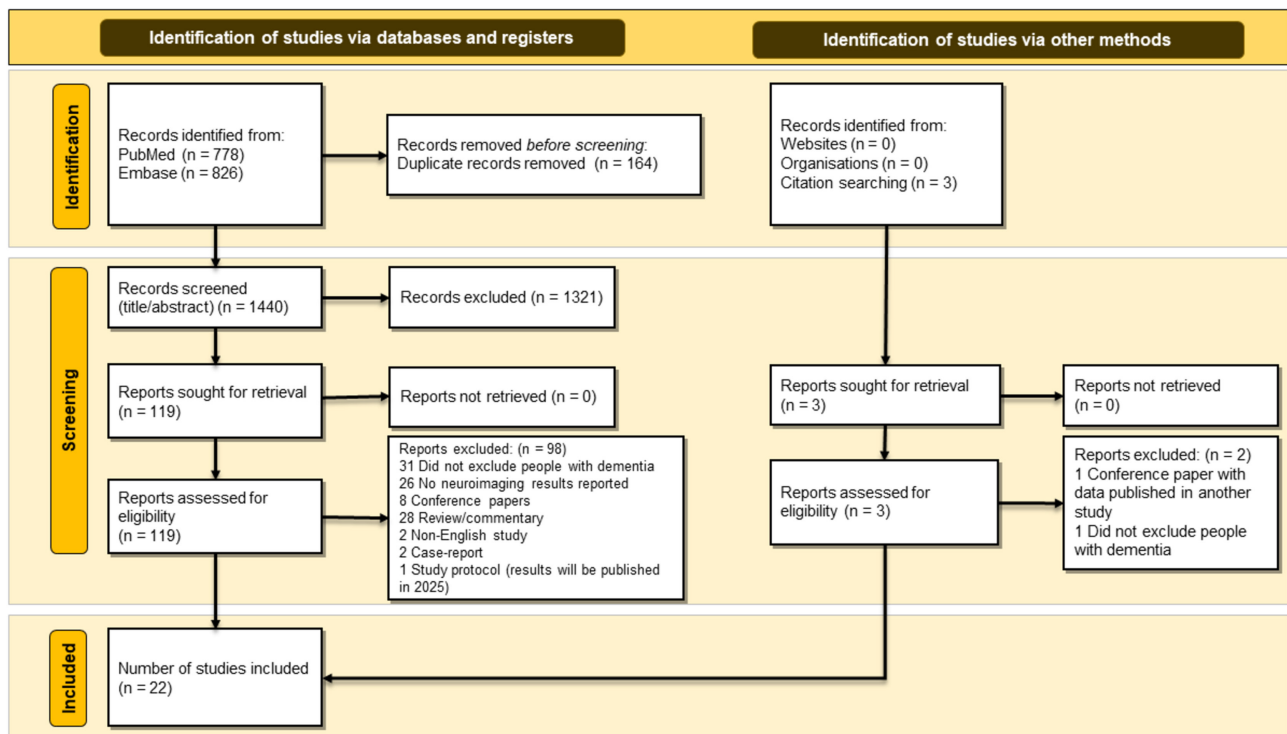 Identification of studies via databases and registers
Identification of studies via other methods
Identification
Records identified from:
PubMed (n = 778)
Embase (n = 826)
Records removed before screening:
Duplicate records removed (n = 164)
Records identified from:
Websites (n = 0)
Organisations (n = 0)
Citation searching (n = 3)
Screening
Records screened
(title/abstract) (n = 1440)
Records excluded (n = 1321)
Reports sought for retrieval
(n = 119)
Reports not retrieved (n = 0)
Reports sought for retrieval
(n = 3)
Reports not retrieved
(n = 0)
Reports assessed for
eligibility
(n = 119)
Reports excluded: (n = 98)
31 Did not exclude people with dementia
26 No neuroimaging results reported
8 Conference papers
28 Review/commentary
2 Non-English study
2 Case-report
1 Study protocol (results will be published
in 2025)
Reports assessed for
eligibility (n = 3)
Reports excluded: (n = 2)
1 Conference paper with
data published in another
study
1 Did not exclude people
with dementia
Included
Number of studies included
(n = 22)